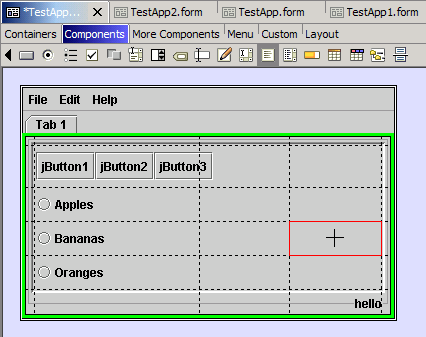 *TestApp... TestApp2.form TestApp.form TestApp1.form
Containers Components More Components Menu Custom Layout
File Edit Help
Tab 1
jButton1 jButton2 jButton3
Apples
Bananas
Oranges
hello